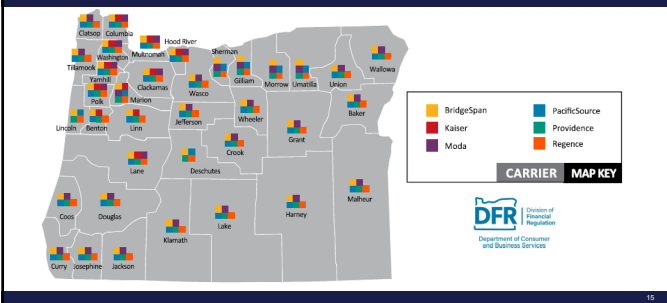 Clatsop
Columbia
Hood River
Multnomah
Sherman
Washington
Tillamook
Yamhill
Clackamas
Wasco
Gilliam
Morrow
Umatilla
Union
Wallowa
Polk
Marion
Lincoln
Benton
Linn
Jefferson
Wheeler
Baker
Grant
Crook
Lane
Deschutes
Coos
Douglas
Klamath
Lake
Harney
Malheur
Curry
Josephine
Jackson
BridgeSpan
PacificSource
Kaiser
Providence
Moda
Regence
CARRIER MAP KEY
DFR
Division of
Financial
Regulation
Department of Consumer
and Business Services
15